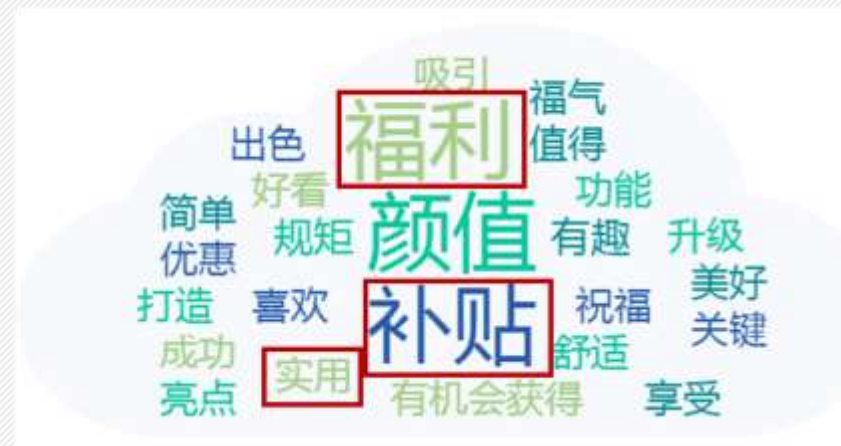 吸引
福气
福利
出色
值得
好看
功能
简单
颜值
规矩
有趣
升级
优惠
美好
打造
喜欢
补贴
祝福
关键
成功
舒适
实用
亮点
有机会获得
享受